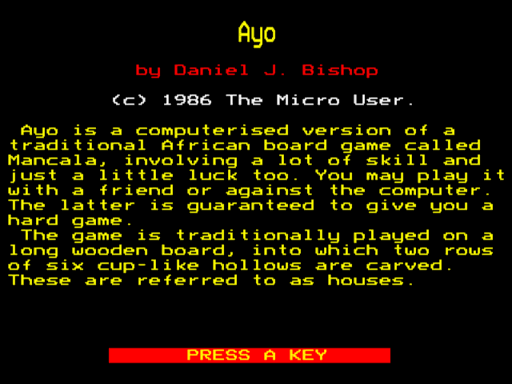 Ayo
by Daniel J. Bishop
(c) 1986 The Micro User.
Ayo is a computerised version of a
traditional African board game called
Mancala, involving a lot of skill and
just a little luck too. You may play it
with a friend or against the computer.
The latter is guaranteed to give you a
hard game.
The game is traditionally played on a
long wooden board, into which two rows
of six cup-like hollows are carved.
These are referred to as houses.
PRESS A KEY